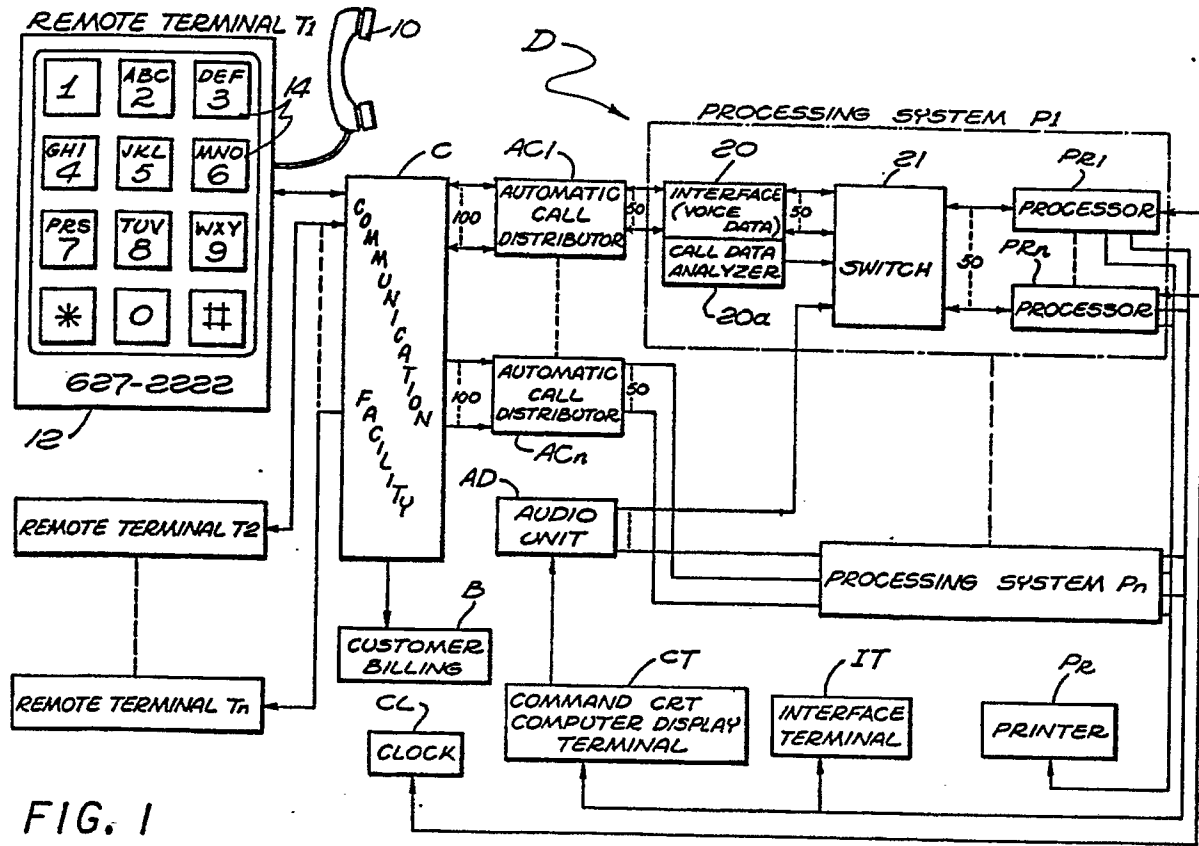 REMOTE TERMINAL T1
10
1
ABC
2
DEF
3
14
GHI
4
JKL
5
MNO
6
PRS
7
TUV
8
WXY
9
*
0
#
627-2222
12
REMOTE TERMINAL T2
REMOTE TERMINAL Tn
C
COMMUNICATION
FACILITY
B
CUSTOMER
BILLING
CL
CLOCK
100
100
AC1
AUTOMATIC
CALL
DISTRIBUTOR
50
AUTOMATIC
CALL
DISTRIBUTOR
50
ACn
AD
AUDIO
UNIT
CT
COMMAND CRT
COMPUTER DISPLAY
TERMINAL
IT
INTERFACE
TERMINAL
PR
PRINTER
D
PROCESSING SYSTEM P1
20
INTERFACE
(VOICE
DATA)
CALL DATA
ANALYZER
20a
50
21
SWITCH
50
PR1
PROCESSOR
PRn
PROCESSOR
PROCESSING SYSTEM Pn
FIG. 1